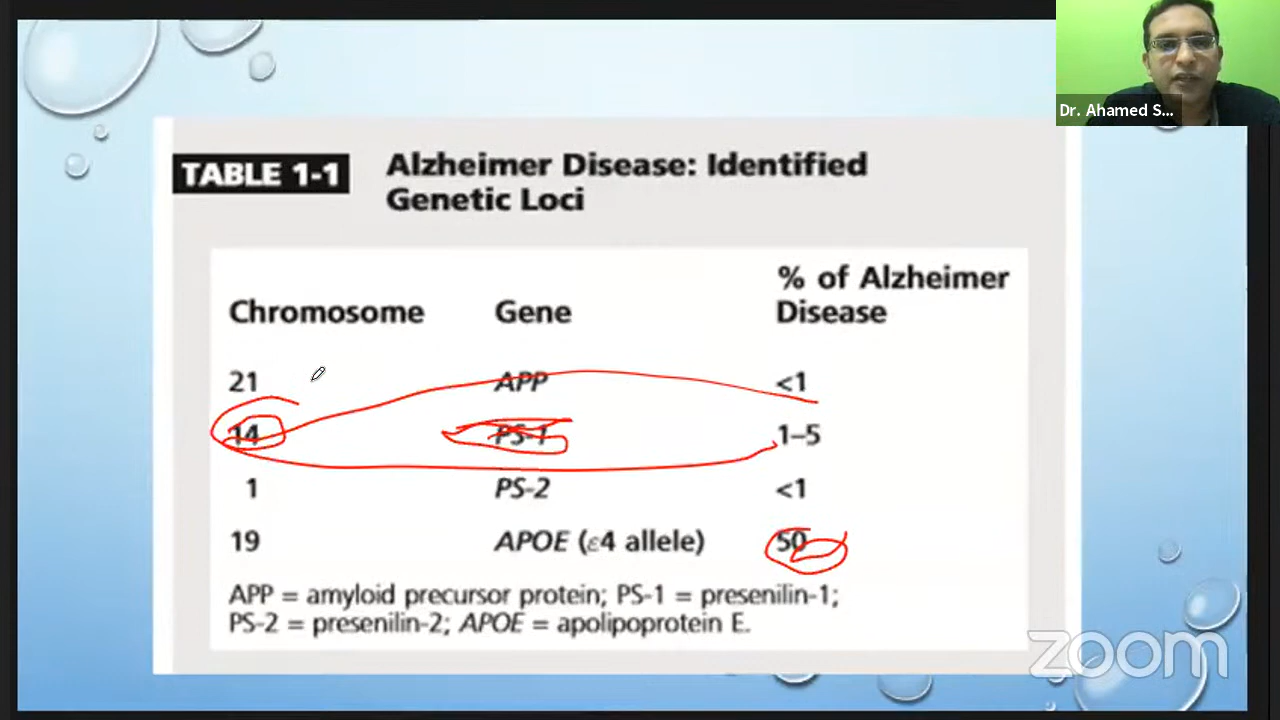 Dr. Ahamed S...
TABLE 1-1
Alzheimer Disease: Identified
Genetic Loci
Chromosome Gene % of Alzheimer Disease
21 APP <1
14 PS-1 1–5
1 PS-2 <1
19 APOE (ε4 allele) 50
APP = amyloid precursor protein; PS-1 = presenilin-1;
PS-2 = presenilin-2; APOE = apolipoprotein E.
zoom